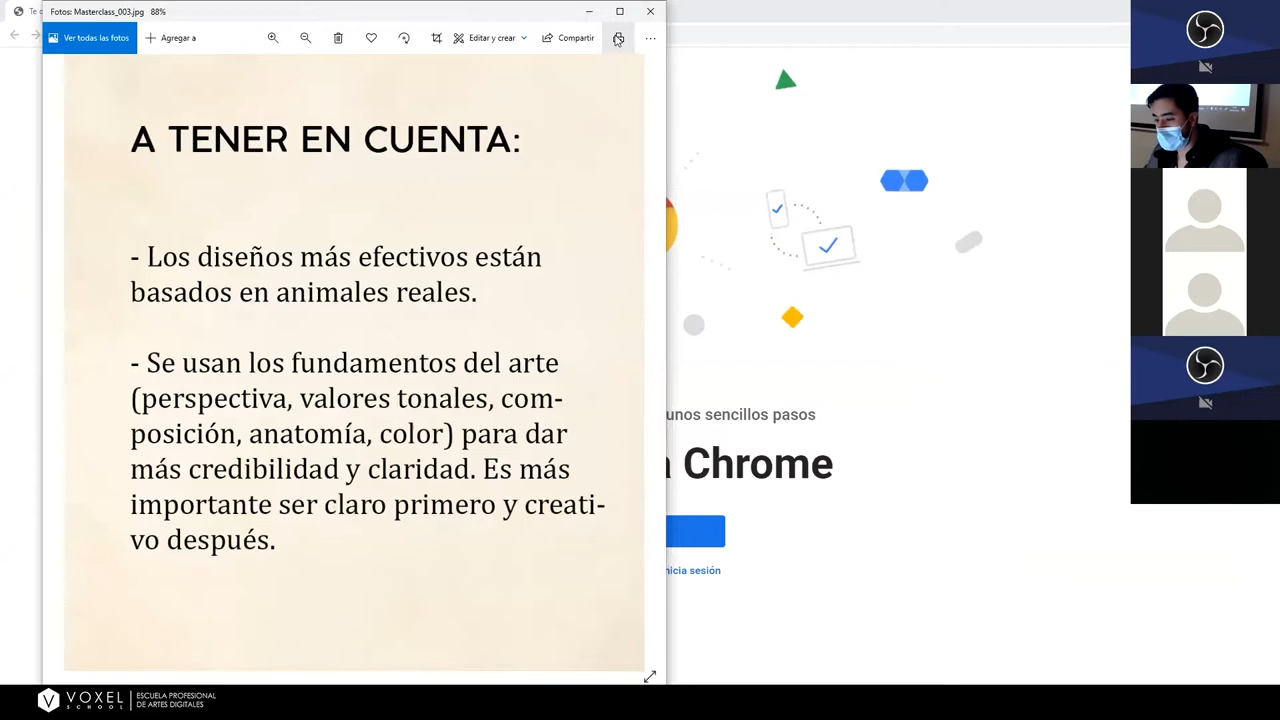 Te d
Fotos: Masterclass_003.jpg 88%
Ver todas las fotos
Agregar a
Editar y crear
Compartir
A TENER EN CUENTA:
- Los diseños más efectivos están
basados en animales reales.
- Se usan los fundamentos del arte
(perspectiva, valores tonales, com-
posición, anatomía, color) para dar
más credibilidad y claridad. Es más
importante ser claro primero y creati-
vo después.
unos sencillos pasos
a Chrome
nicia sesión
VOXEL
SCHOOL
ESCUELA PROFESIONAL
DE ARTES DIGITALES